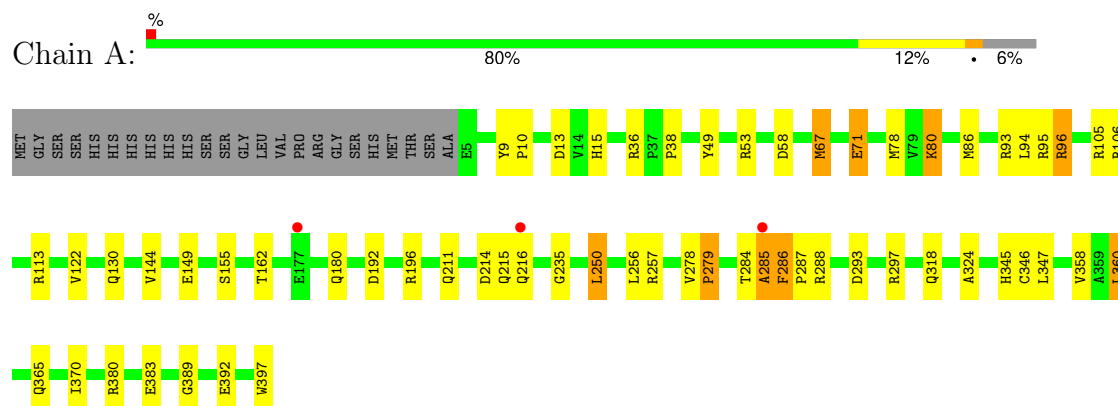 %
Chain A:
80% 12% • 6%
MET GLY SER SER HIS HIS HIS HIS HIS HIS SER SER GLY LEU VAL PRO ARG GLY SER HIS MET THR SER ALA E5 Y9 P10 D13 V14 H15 R36 P37 P38 Y49 R53 D58 M67 E71 M78 V79 K80 M86 R93 L94 R95 R96 R105
R113 V122 Q130 V144 E149 S155 T162 E177 Q180 D192 R196 Q211 D214 Q215 Q216 G235 L250 L256 R257 V278 P279 T284 A285 F286 P287 R288 D293 R297 Q318 A324 H345 C346 L347 V358 A359
Q365 I370 R380 E383 G389 E392 W397